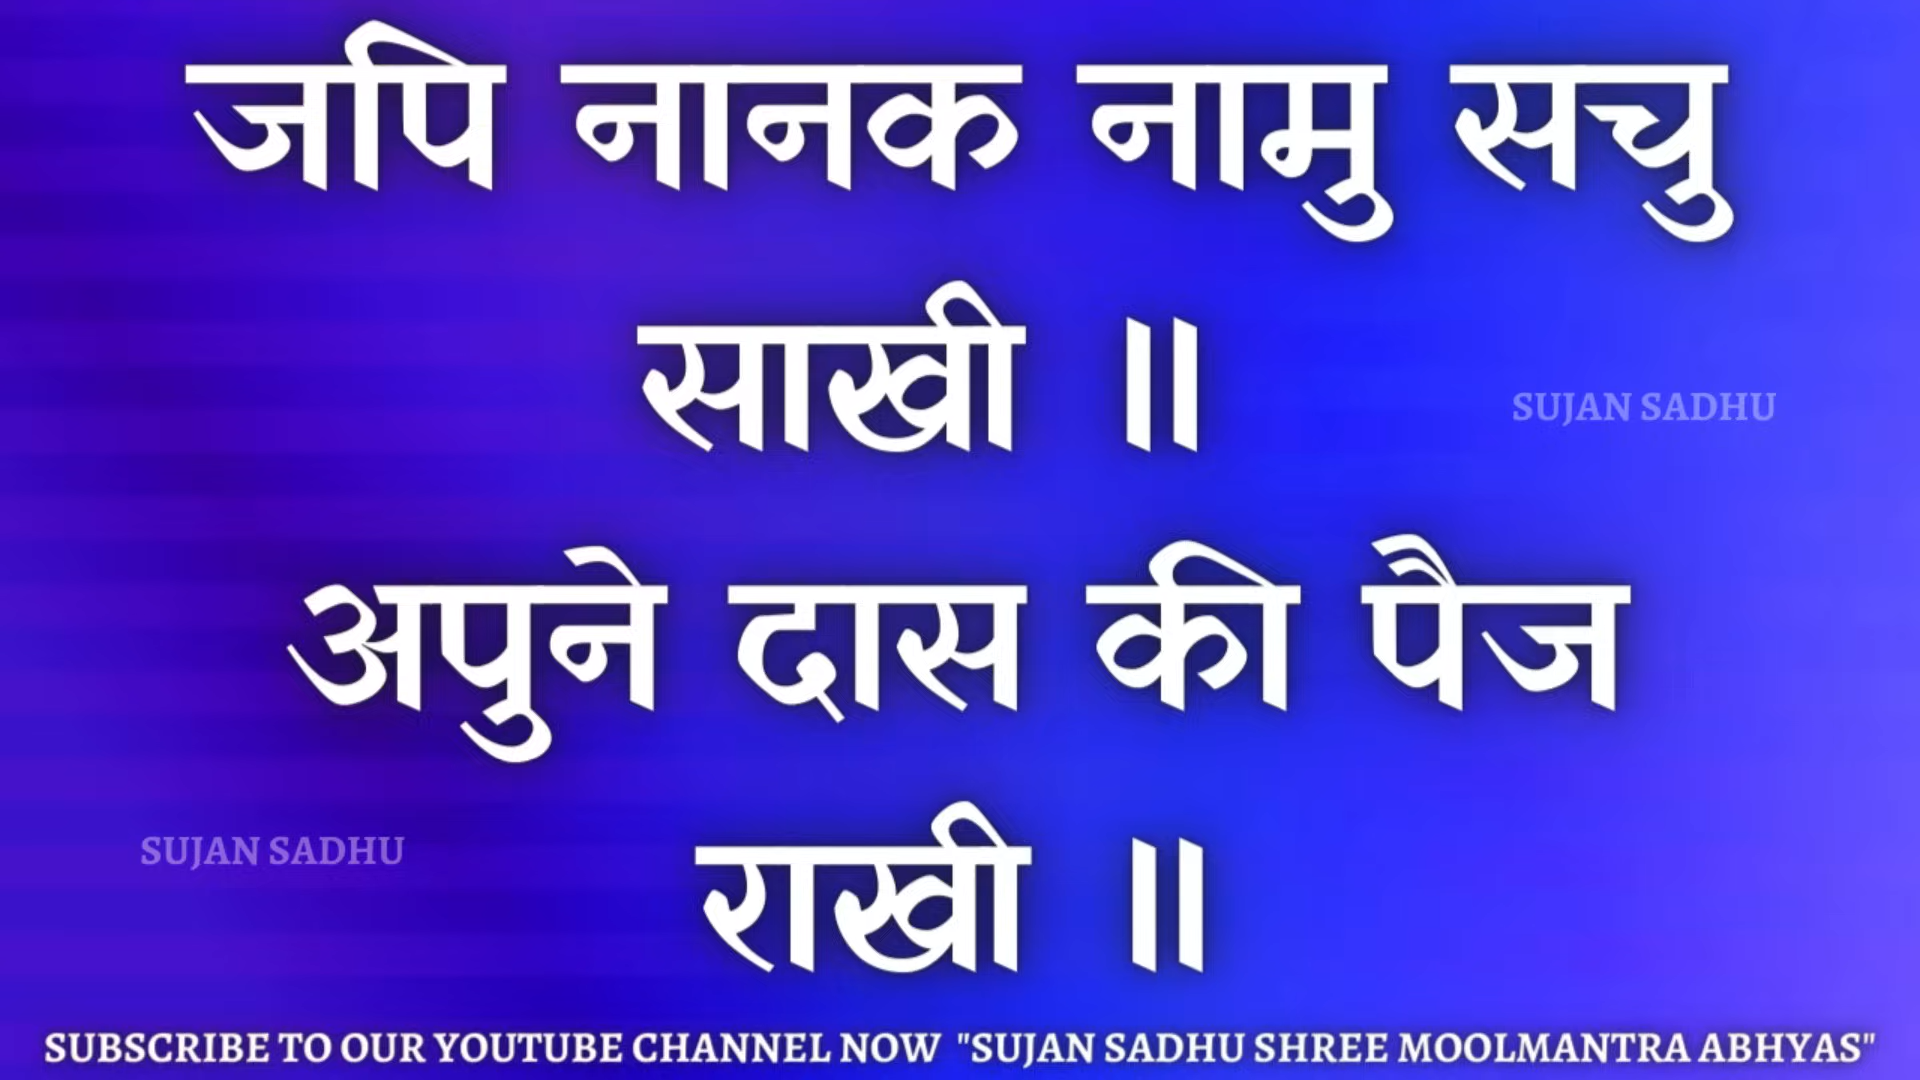 जपि नानक नामु सचु
साखी ॥
SUJAN SADHU
अपुने दास की पैज
SUJAN SADHU
राखी ॥
SUBSCRIBE TO OUR YOUTUBE CHANNEL NOW "SUJAN SADHU SHREE MOOLMANTRA ABHYAS"